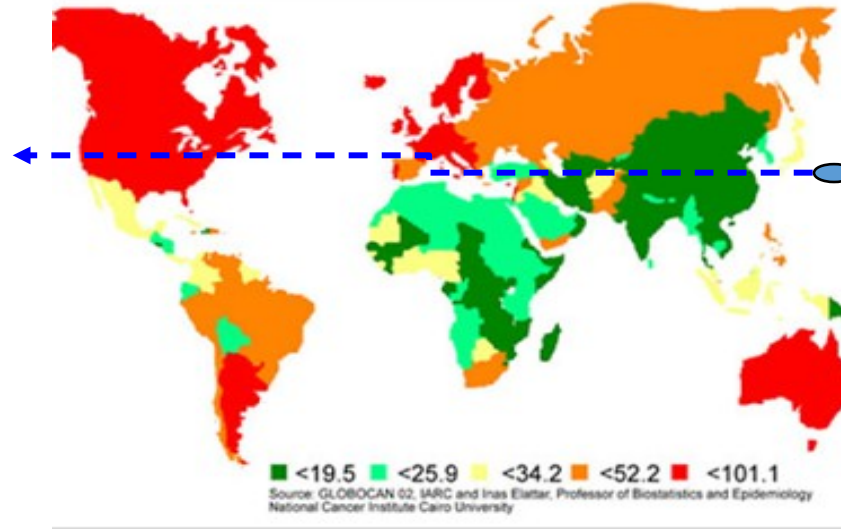 <19.5 <25.9 <34.2 <52.2 <101.1
Source: GLOBOCAN 02, IARC and Inas Elattar, Professor of Biostatistics and Epidemiology
National Cancer Institute Cairo University